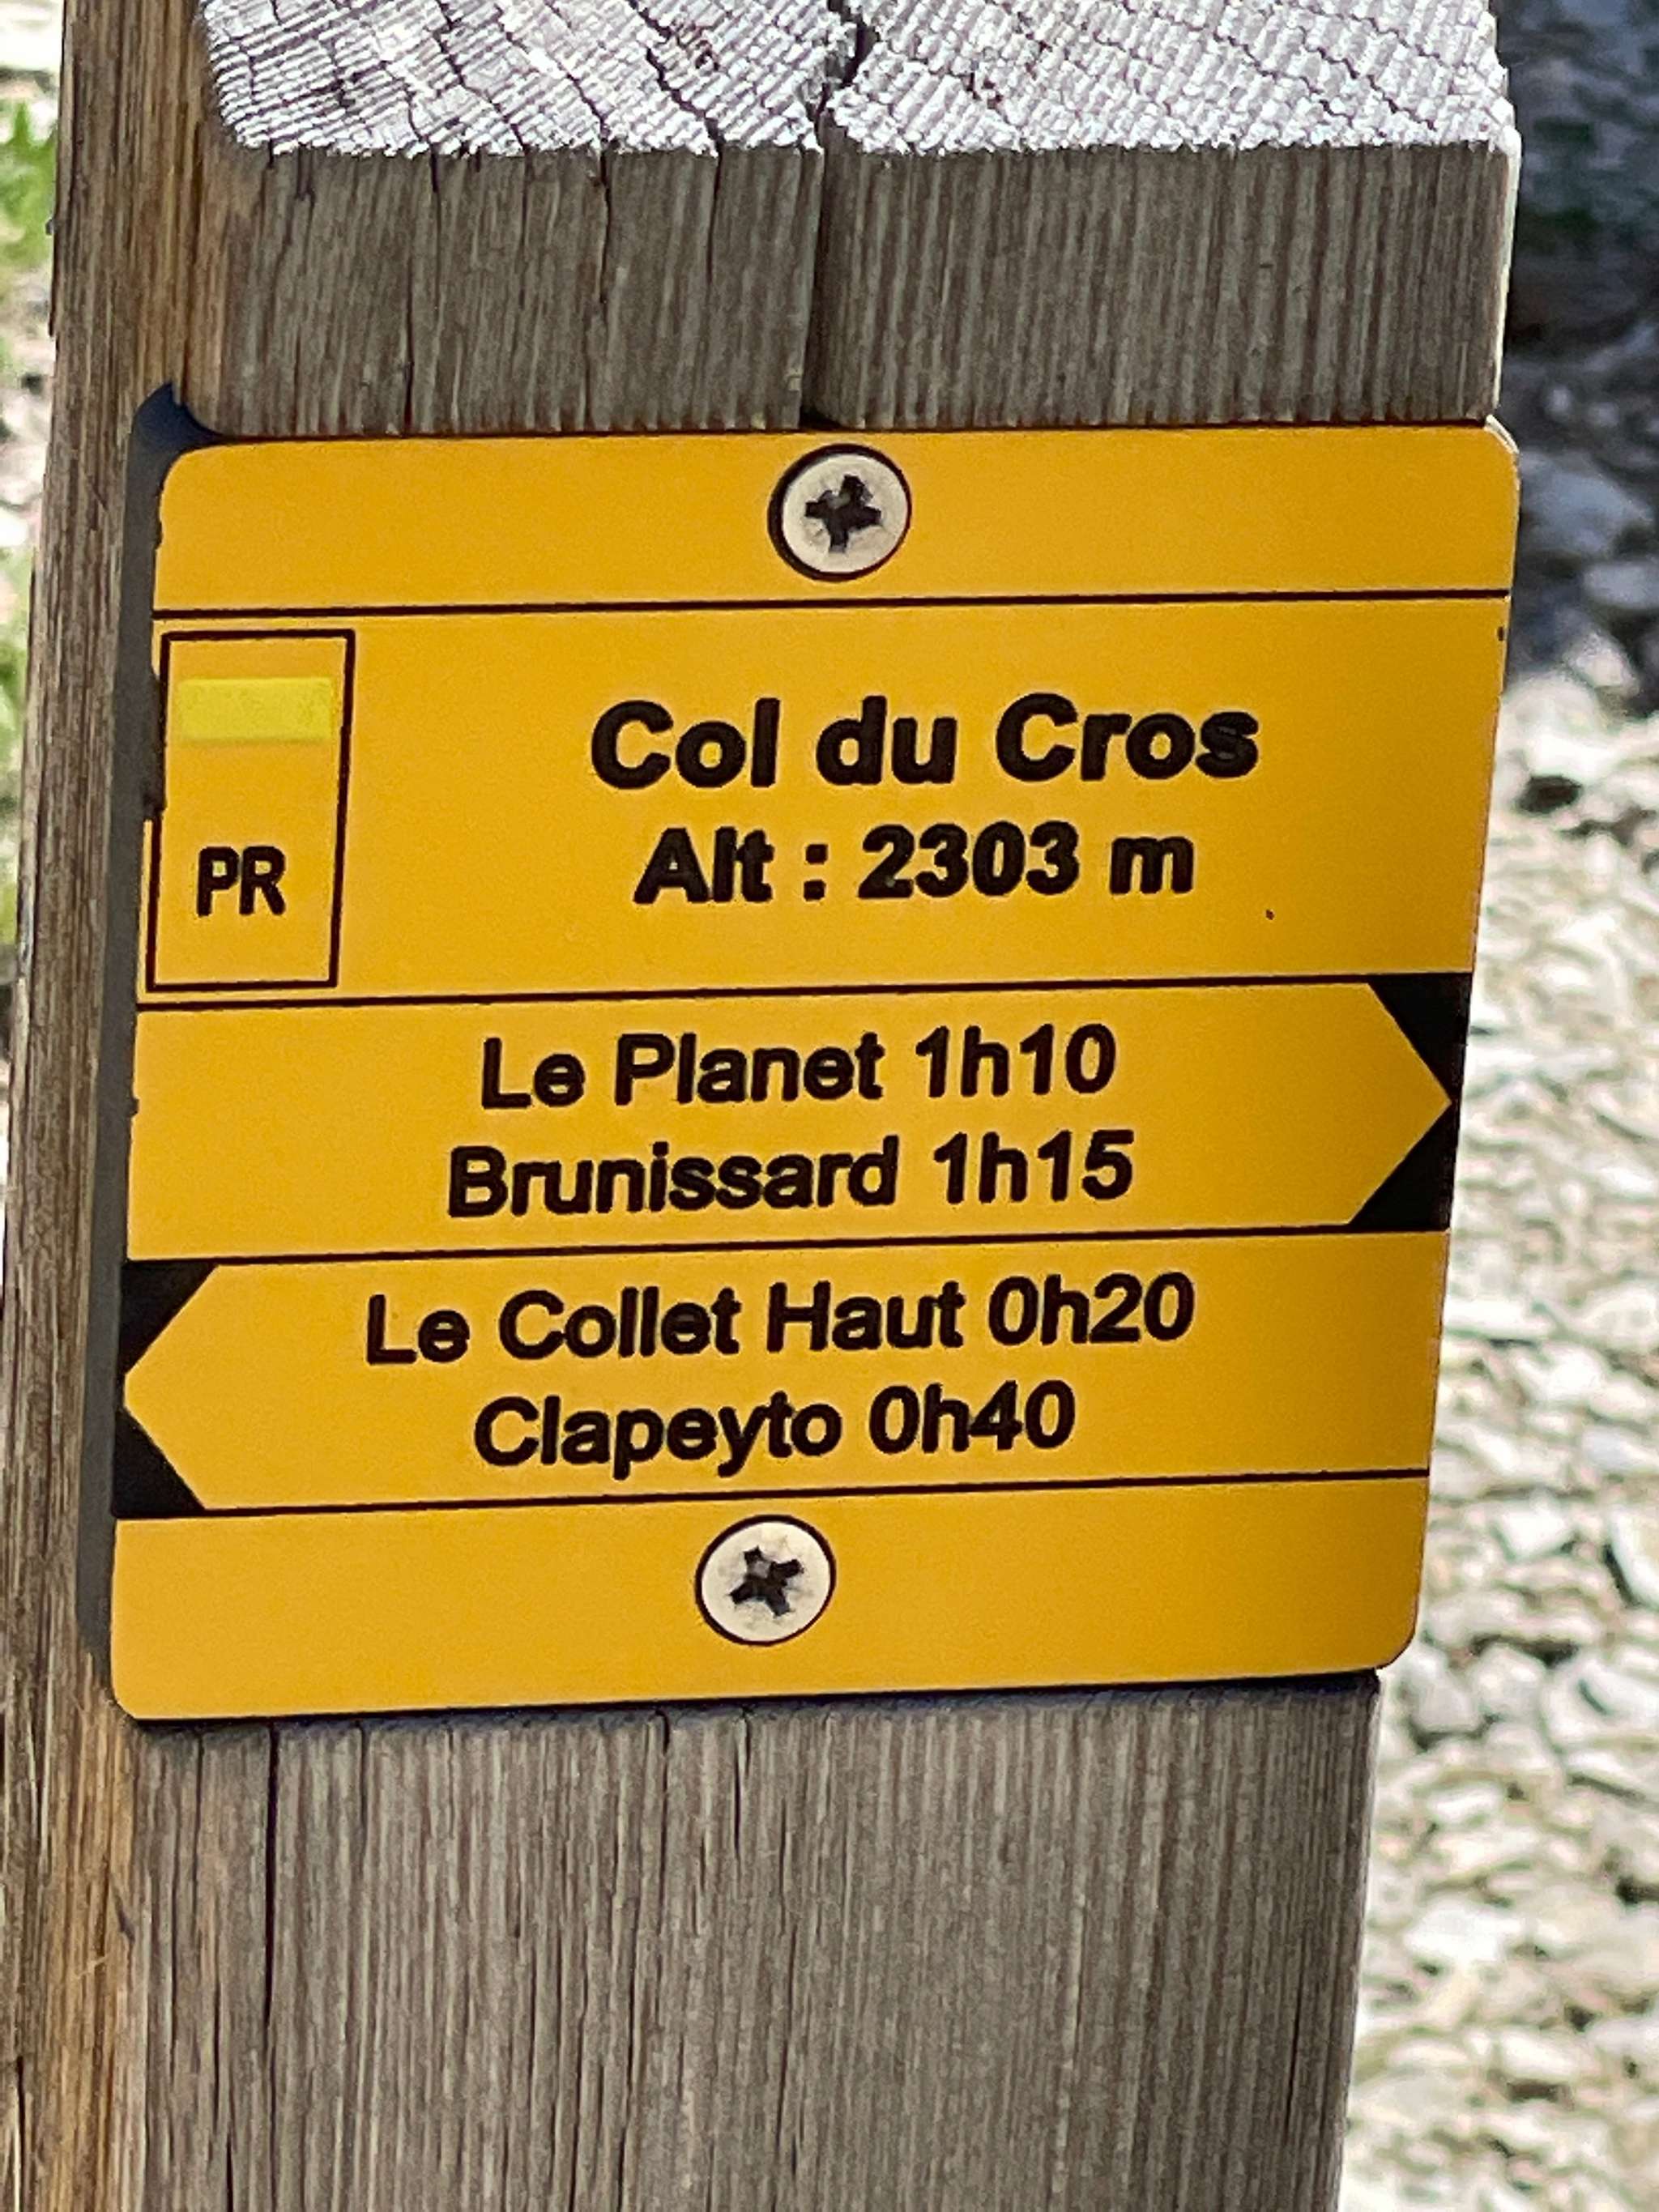 Col du Cros
Alt : 2303 m
PR
Le Planet 1h10
Brunissard 1h15
Le Collet Haut 0h20
Clapeyto 0h40